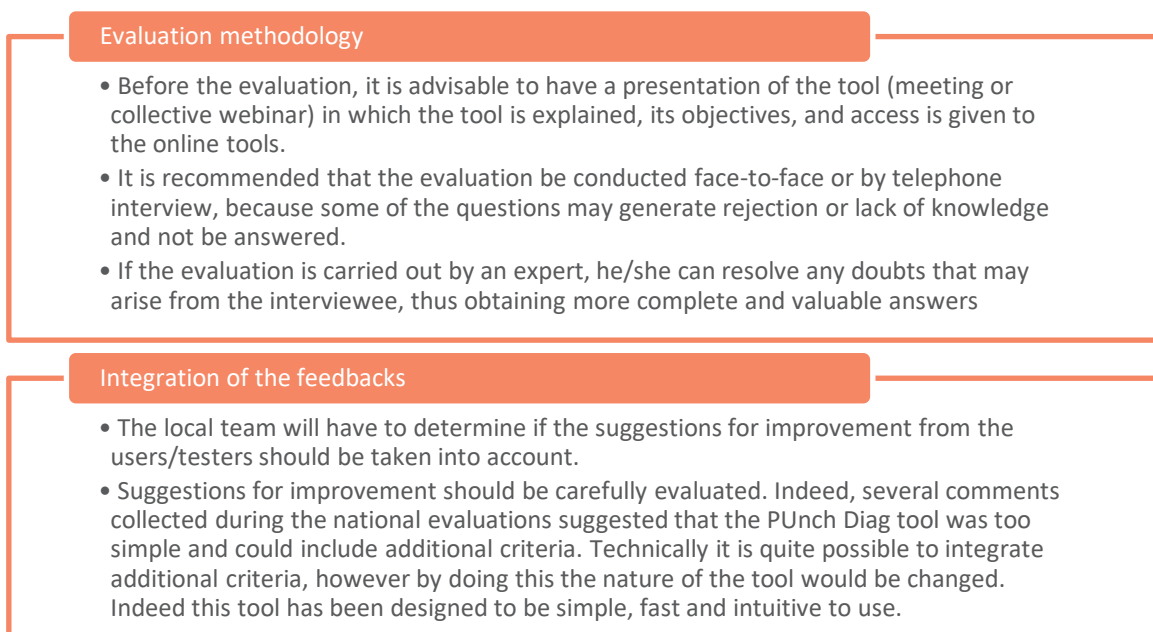 Evaluation methodology
• Before the evaluation, it is advisable to have a presentation of the tool (meeting or
collective webinar) in which the tool is explained, its objectives, and access is given to
the online tools.
• It is recommended that the evaluation be conducted face-to-face or by telephone
interview, because some of the questions may generate rejection or lack of knowledge
and not be answered.
• If the evaluation is carried out by an expert, he/she can resolve any doubts that may
arise from the interviewee, thus obtaining more complete and valuable answers
Integration of the feedbacks
• The local team will have to determine if the suggestions for improvement from the
users/testers should be taken into account.
• Suggestions for improvement should be carefully evaluated. Indeed, several comments
collected during the national evaluations suggested that the PUnch Diag tool was too
simple and could include additional criteria. Technically it is quite possible to integrate
additional criteria, however by doing this the nature of the tool would be changed.
Indeed this tool has been designed to be simple, fast and intuitive to use.